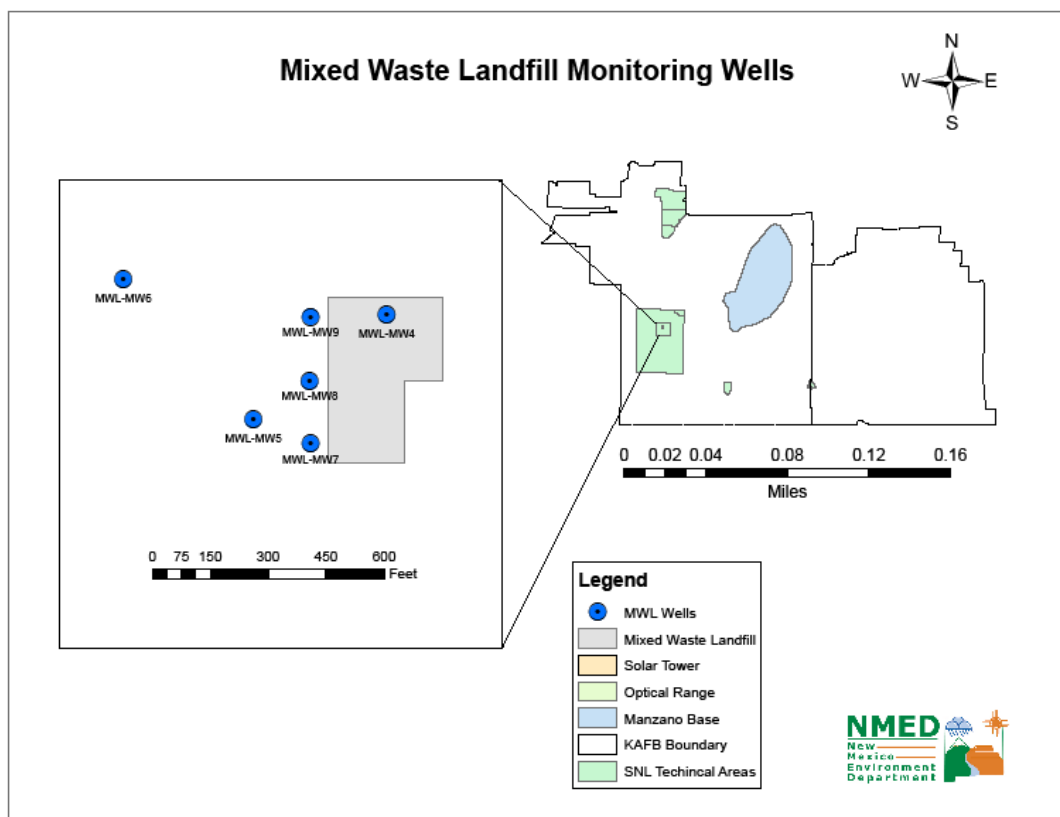 Mixed Waste Landfill Monitoring Wells
N
W E
S
MWL-MW6
MWL-MW9
MWL-MW4
MWL-MW8
MWL-MW5
MWL-MW7
0 75 150 300 450 600
Feet
0 0.02 0.04 0.08 0.12 0.16
Miles
Legend
MWL Wells
Mixed Waste Landfill
Solar Tower
Optical Range
Manzano Base
KAFB Boundary
SNL Techincal Areas
NMED
New
Mexico
Environment
Department